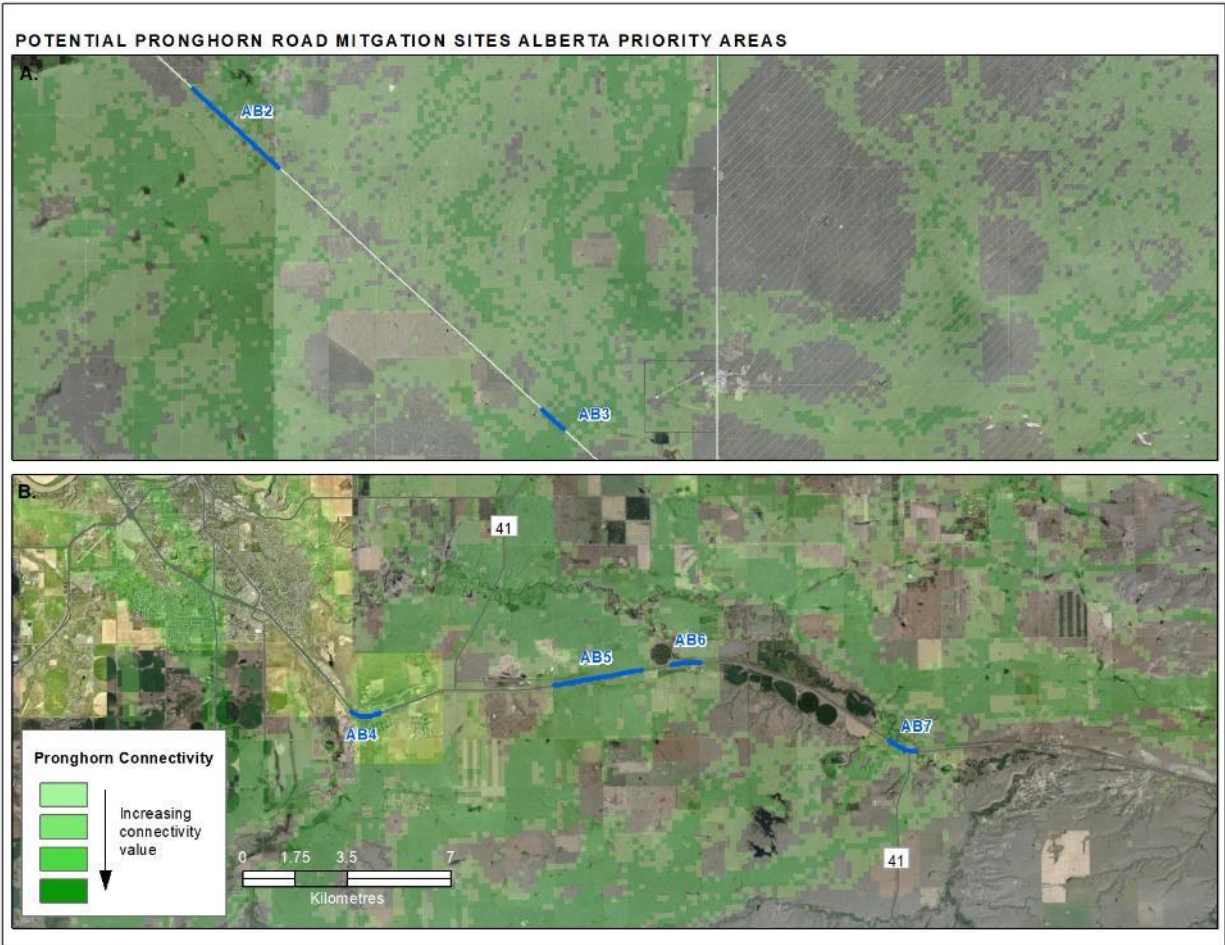 POTENTIAL PRONGHORN ROAD MITGATION SITES ALBERTA PRIORITY AREAS
A.
AB2
AB3
B.
41
AB6
AB5
AB4
AB7
41
Pronghorn Connectivity
Increasing
connectivity
value
0 1.75 3.5 7
Kilometres